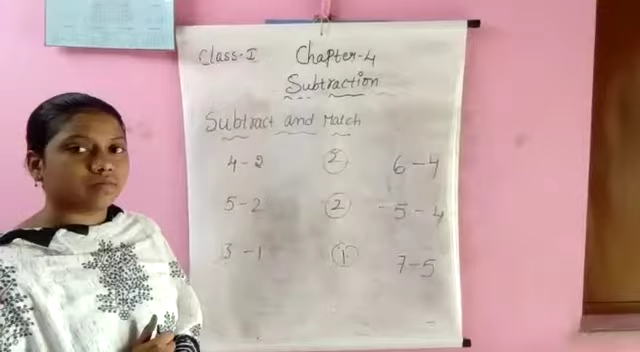 Class-I Chapter-4
Subtraction
Subtract and Match
4-2 2 6-4
5-2 2 5-4
3-1 1 7-5